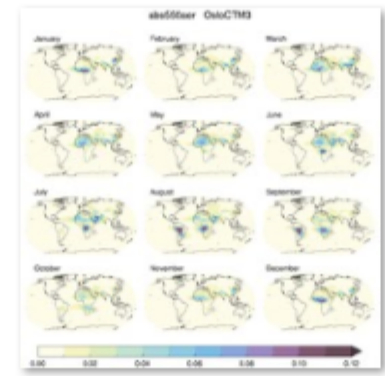 abs550aer OsloCTM3
January February March
April May June
July August September
October November December
0.00 0.02 0.04 0.06 0.08 0.10 0.12